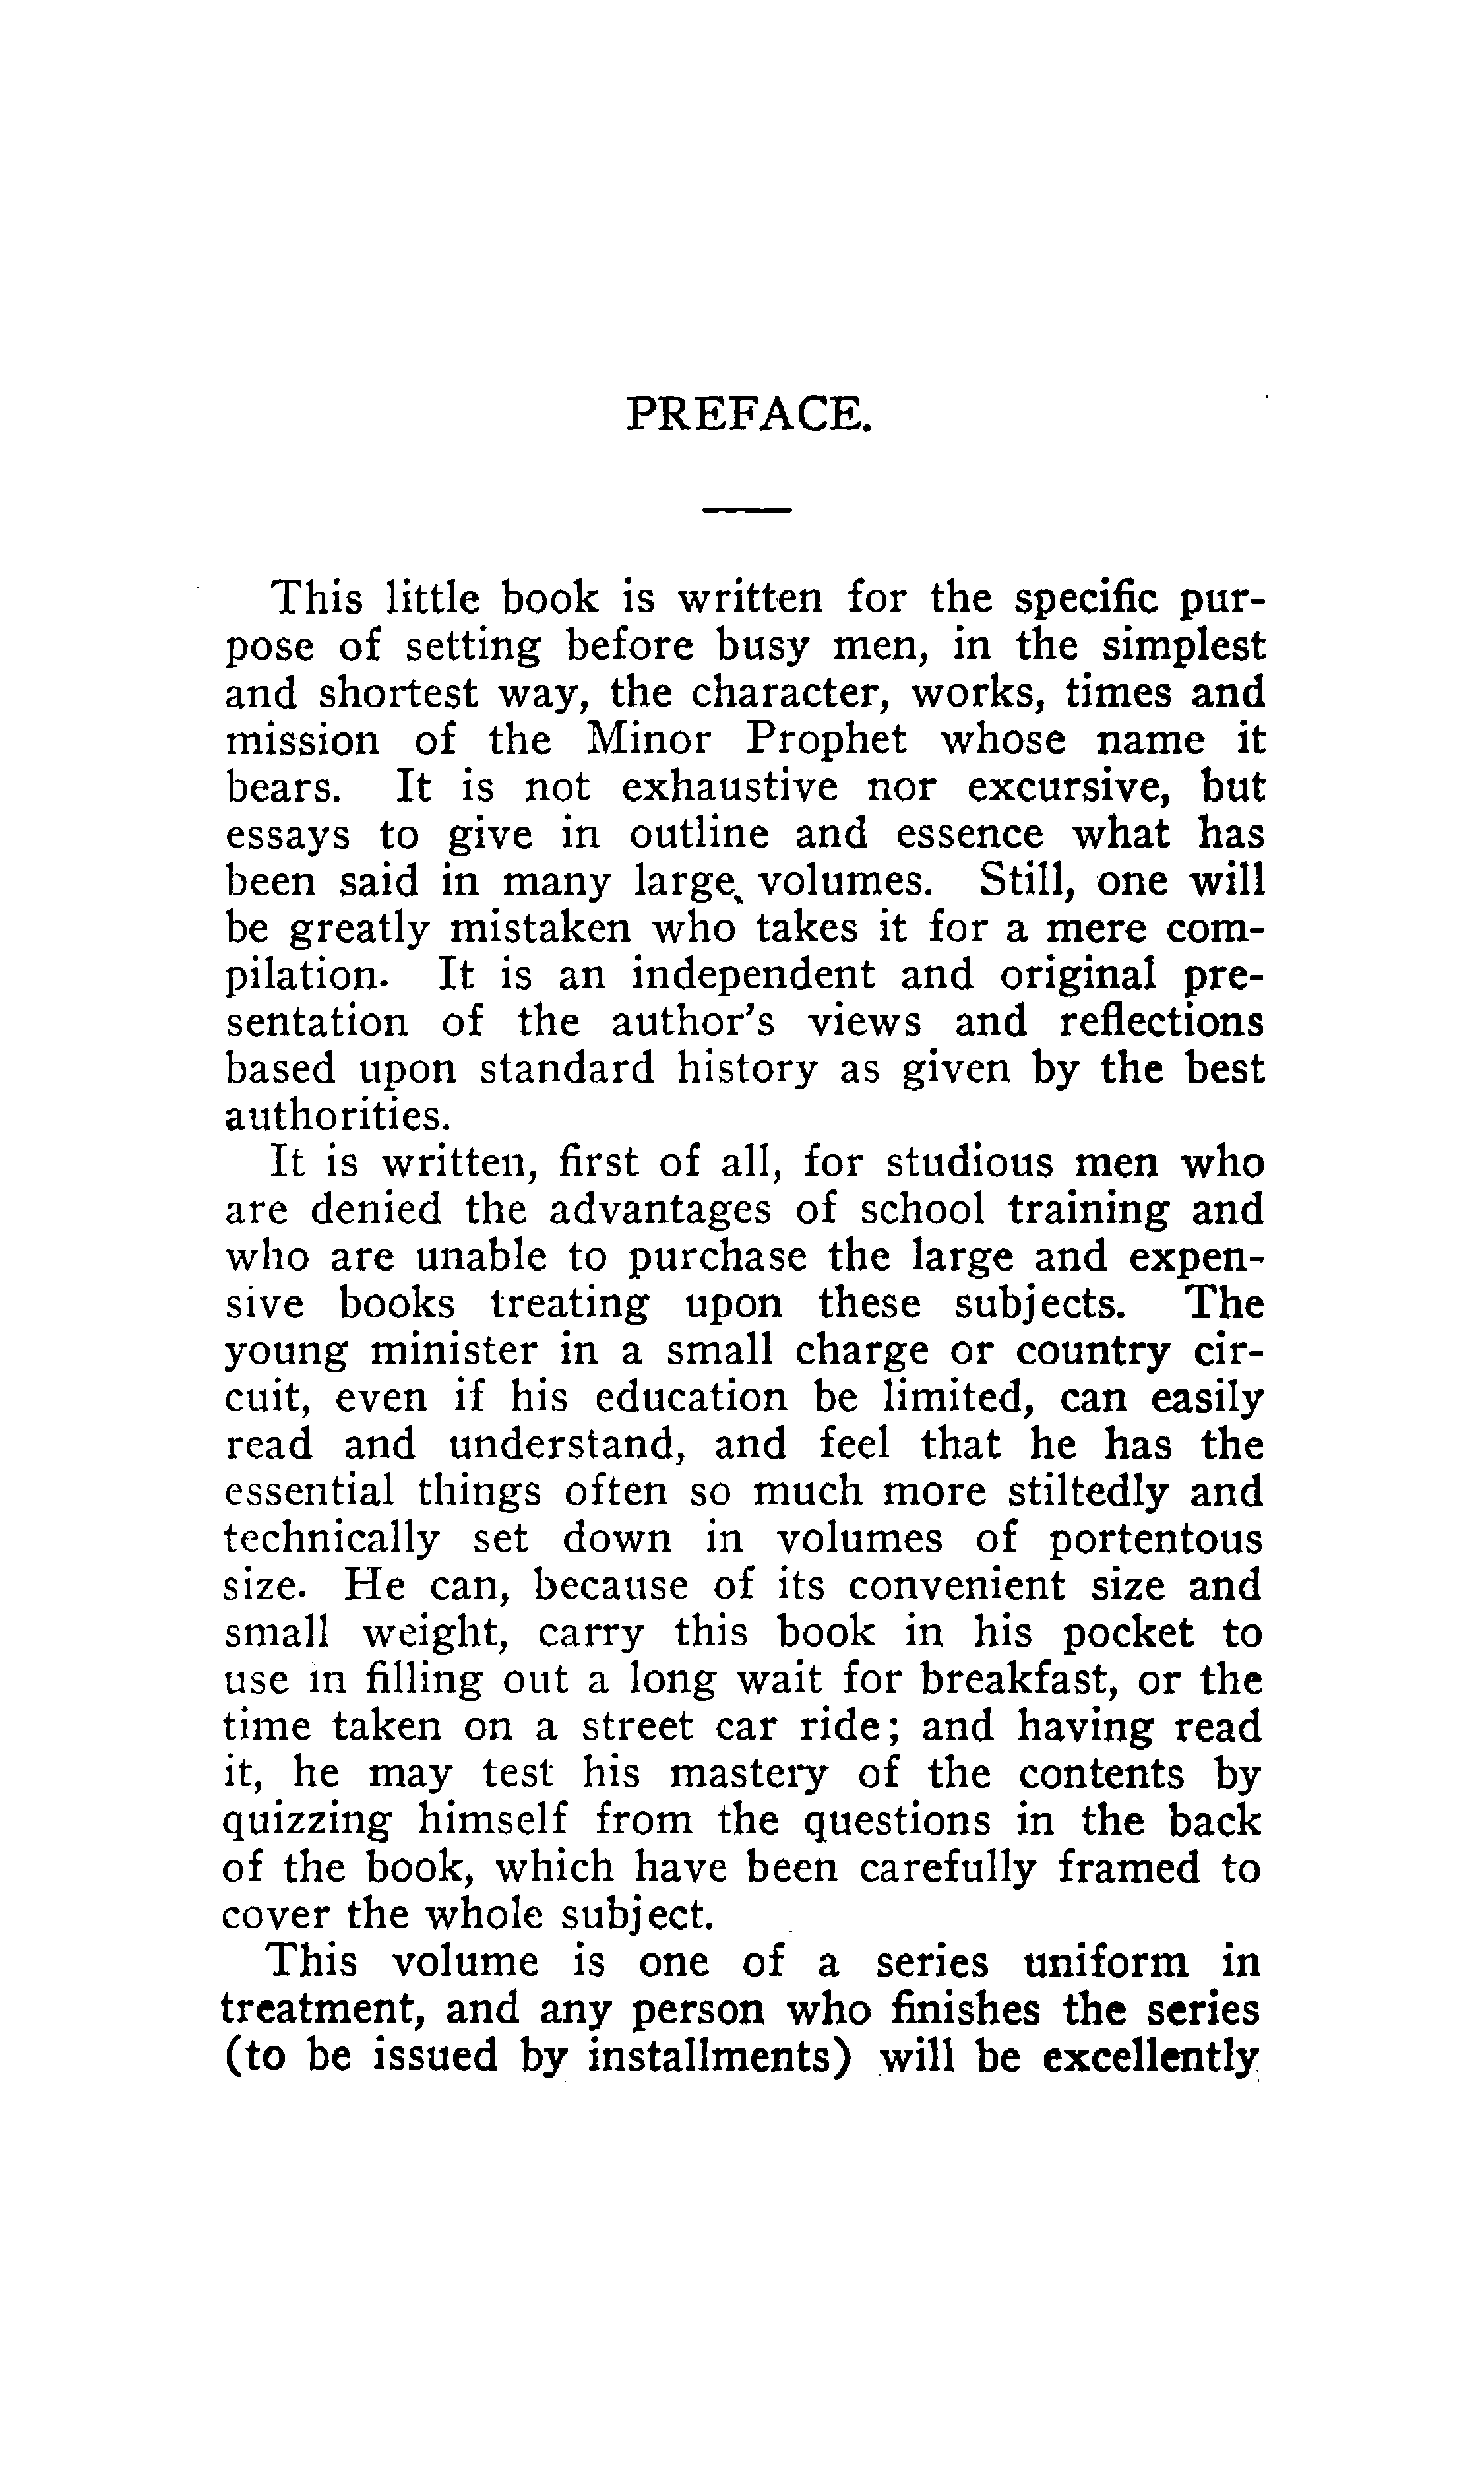 PREFACE.
This little book is written for the specific pur-
pose of setting before busy men, in the simplest
and shortest way, the character, works, times and
mission of the Minor Prophet whose name it
bears. It is not exhaustive nor excursive, but
essays to give in outline and essence what has
been said in many large, volumes. Still, one will
be greatly mistaken who takes it for a mere com-
pilation. It is an independent and original pre-
sentation of the author's views and reflections
based upon standard history as given by the best
authorities.
It is written, first of all, for studious men who
are denied the advantages of school training and
who are unable to purchase the large and expen-
sive books treating upon these subjects. The
young minister in a small charge or country cir-
cuit, even if his education be limited, can easily
read and understand, and feel that he has the
essential things often so much more stiltedly and
technically set down in volumes of portentous
size. He can, because of its convenient size and
small weight, carry this book in his pocket to
use in filling out a long wait for breakfast, or the
time taken on a street car ride; and having read
it, he may test his mastery of the contents by
quizzing himself from the questions in the back
of the book, which have been carefully framed to
cover the whole subject.
This volume is one of a series uniform in
treatment, and any person who finishes the series
(to be issued by installments) will be excellently